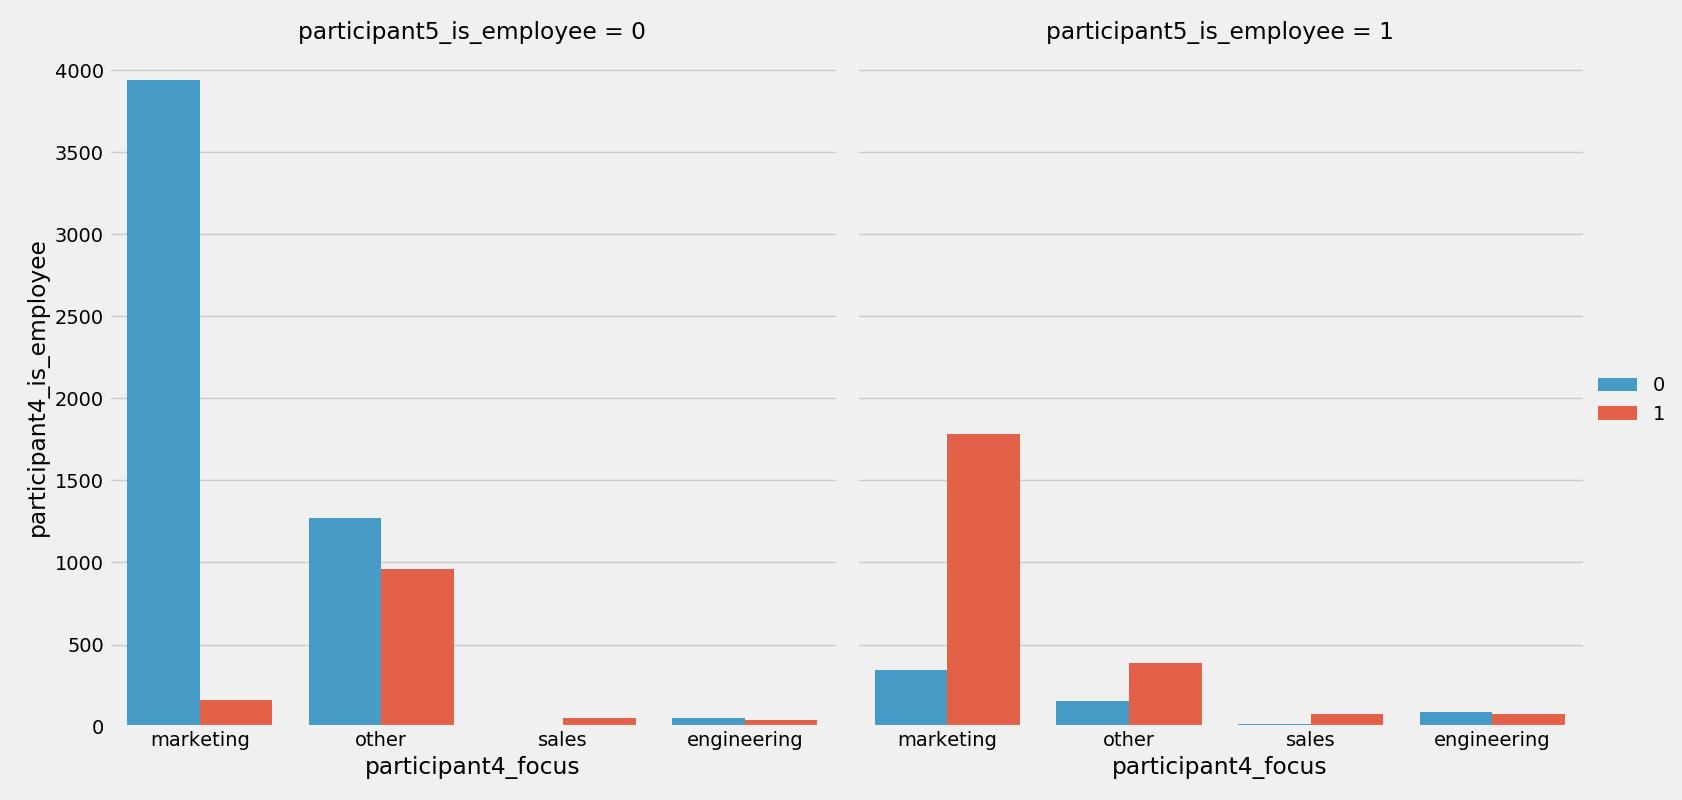 participant5_is_employee = 0
participant5_is_employee = 1
participant4_is_employee
4000
3500
3000
2500
2000
1500
1000
500
0
marketing
other
sales
engineering
marketing
other
sales
engineering
participant4_focus
participant4_focus
0
1